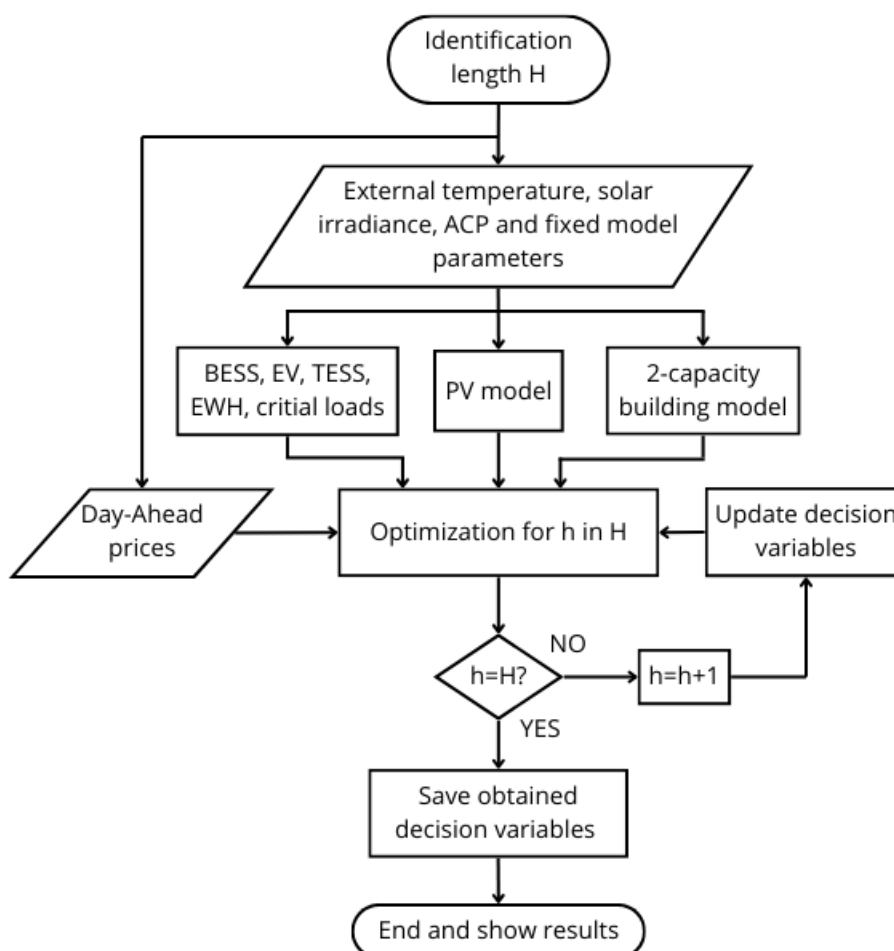 Identification
length H
External temperature, solar
irradiance, ACP and fixed model
parameters
BESS, EV, TESS,
EWH, critial loads
PV model
2-capacity
building model
Day-Ahead
prices
Optimization for h in H
Update decision
variables
h=H?
NO
h=h+1
YES
Save obtained
decision variables
End and show results